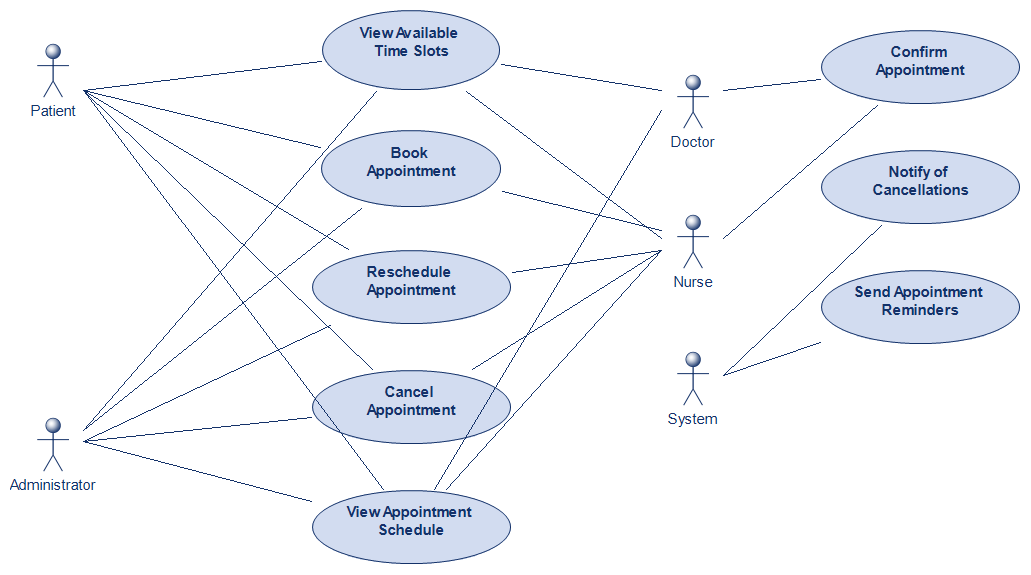 View Available
Time Slots
Patient
Book
Appointment
Reschedule
Appointment
Cancel
Appointment
Administrator
View Appointment
Schedule
Doctor
Nurse
System
Confirm
Appointment
Notify of
Cancellations
Send Appointment
Reminders